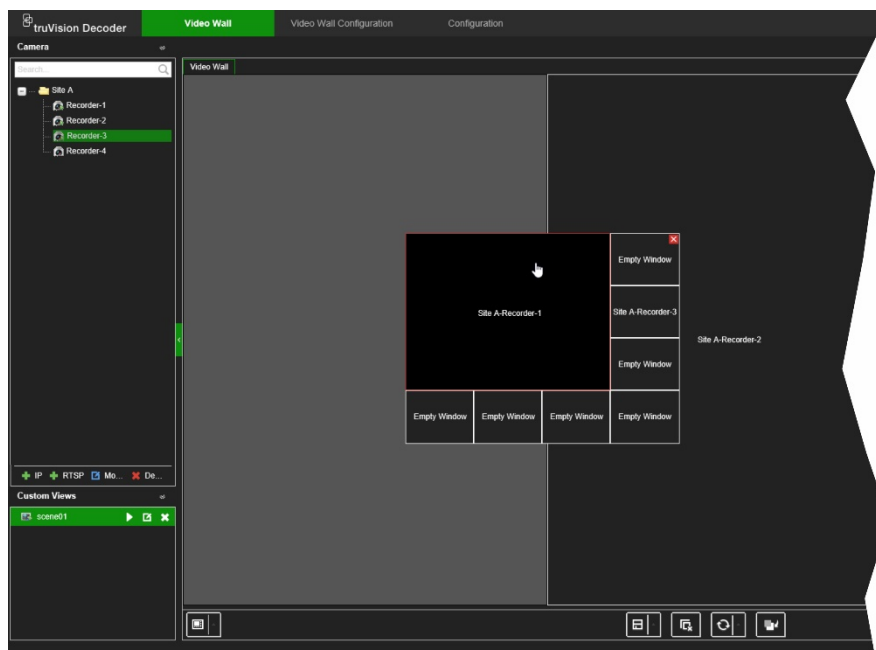 truVision Decoder
Video Wall
Video Wall Configuration
Configuration
Camera
Search...
Site A
Recorder-1
Recorder-2
Recorder-3
Recorder-4
IP RTSP Mo... De...
Custom Views
scene01
Video Wall
Empty Window
Site A-Recorder-1
Site A-Recorder-3
Site A-Recorder-2
Empty Window
Empty Window Empty Window Empty Window Empty Window